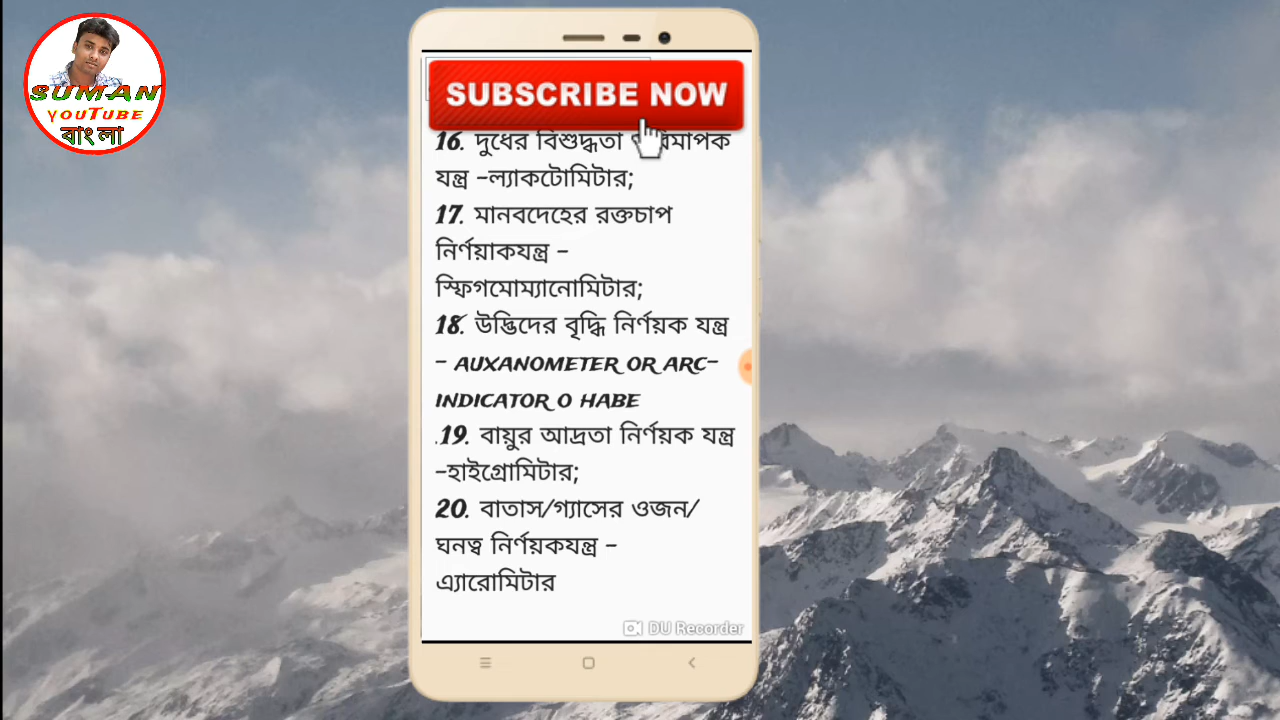 SUMAN
YOUTUBE
বাংলা
SUBSCRIBE NOW
16. দুধের বিশুদ্ধতা
যন্ত্র -ল্যাকটোমিটার;
17. মানবদেহের রক্তচাপ
নির্ণয়াকযন্ত্র -
স্ফিগমোম্যানোমিটার;
18. উদ্ভিদের বৃদ্ধি নির্ণয়ক যন্ত্র
- AUXANOMETER OR ARC-
INDICATOR O HABE
.19. বায়ুর আদ্রতা নির্ণয়ক যন্ত্র
-হাইগ্রোমিটার;
20. বাতাস/গ্যাসের ওজন/
ঘনত্ব নির্ণয়কযন্ত্র -
এ্যারোমিটার
DU Recorder